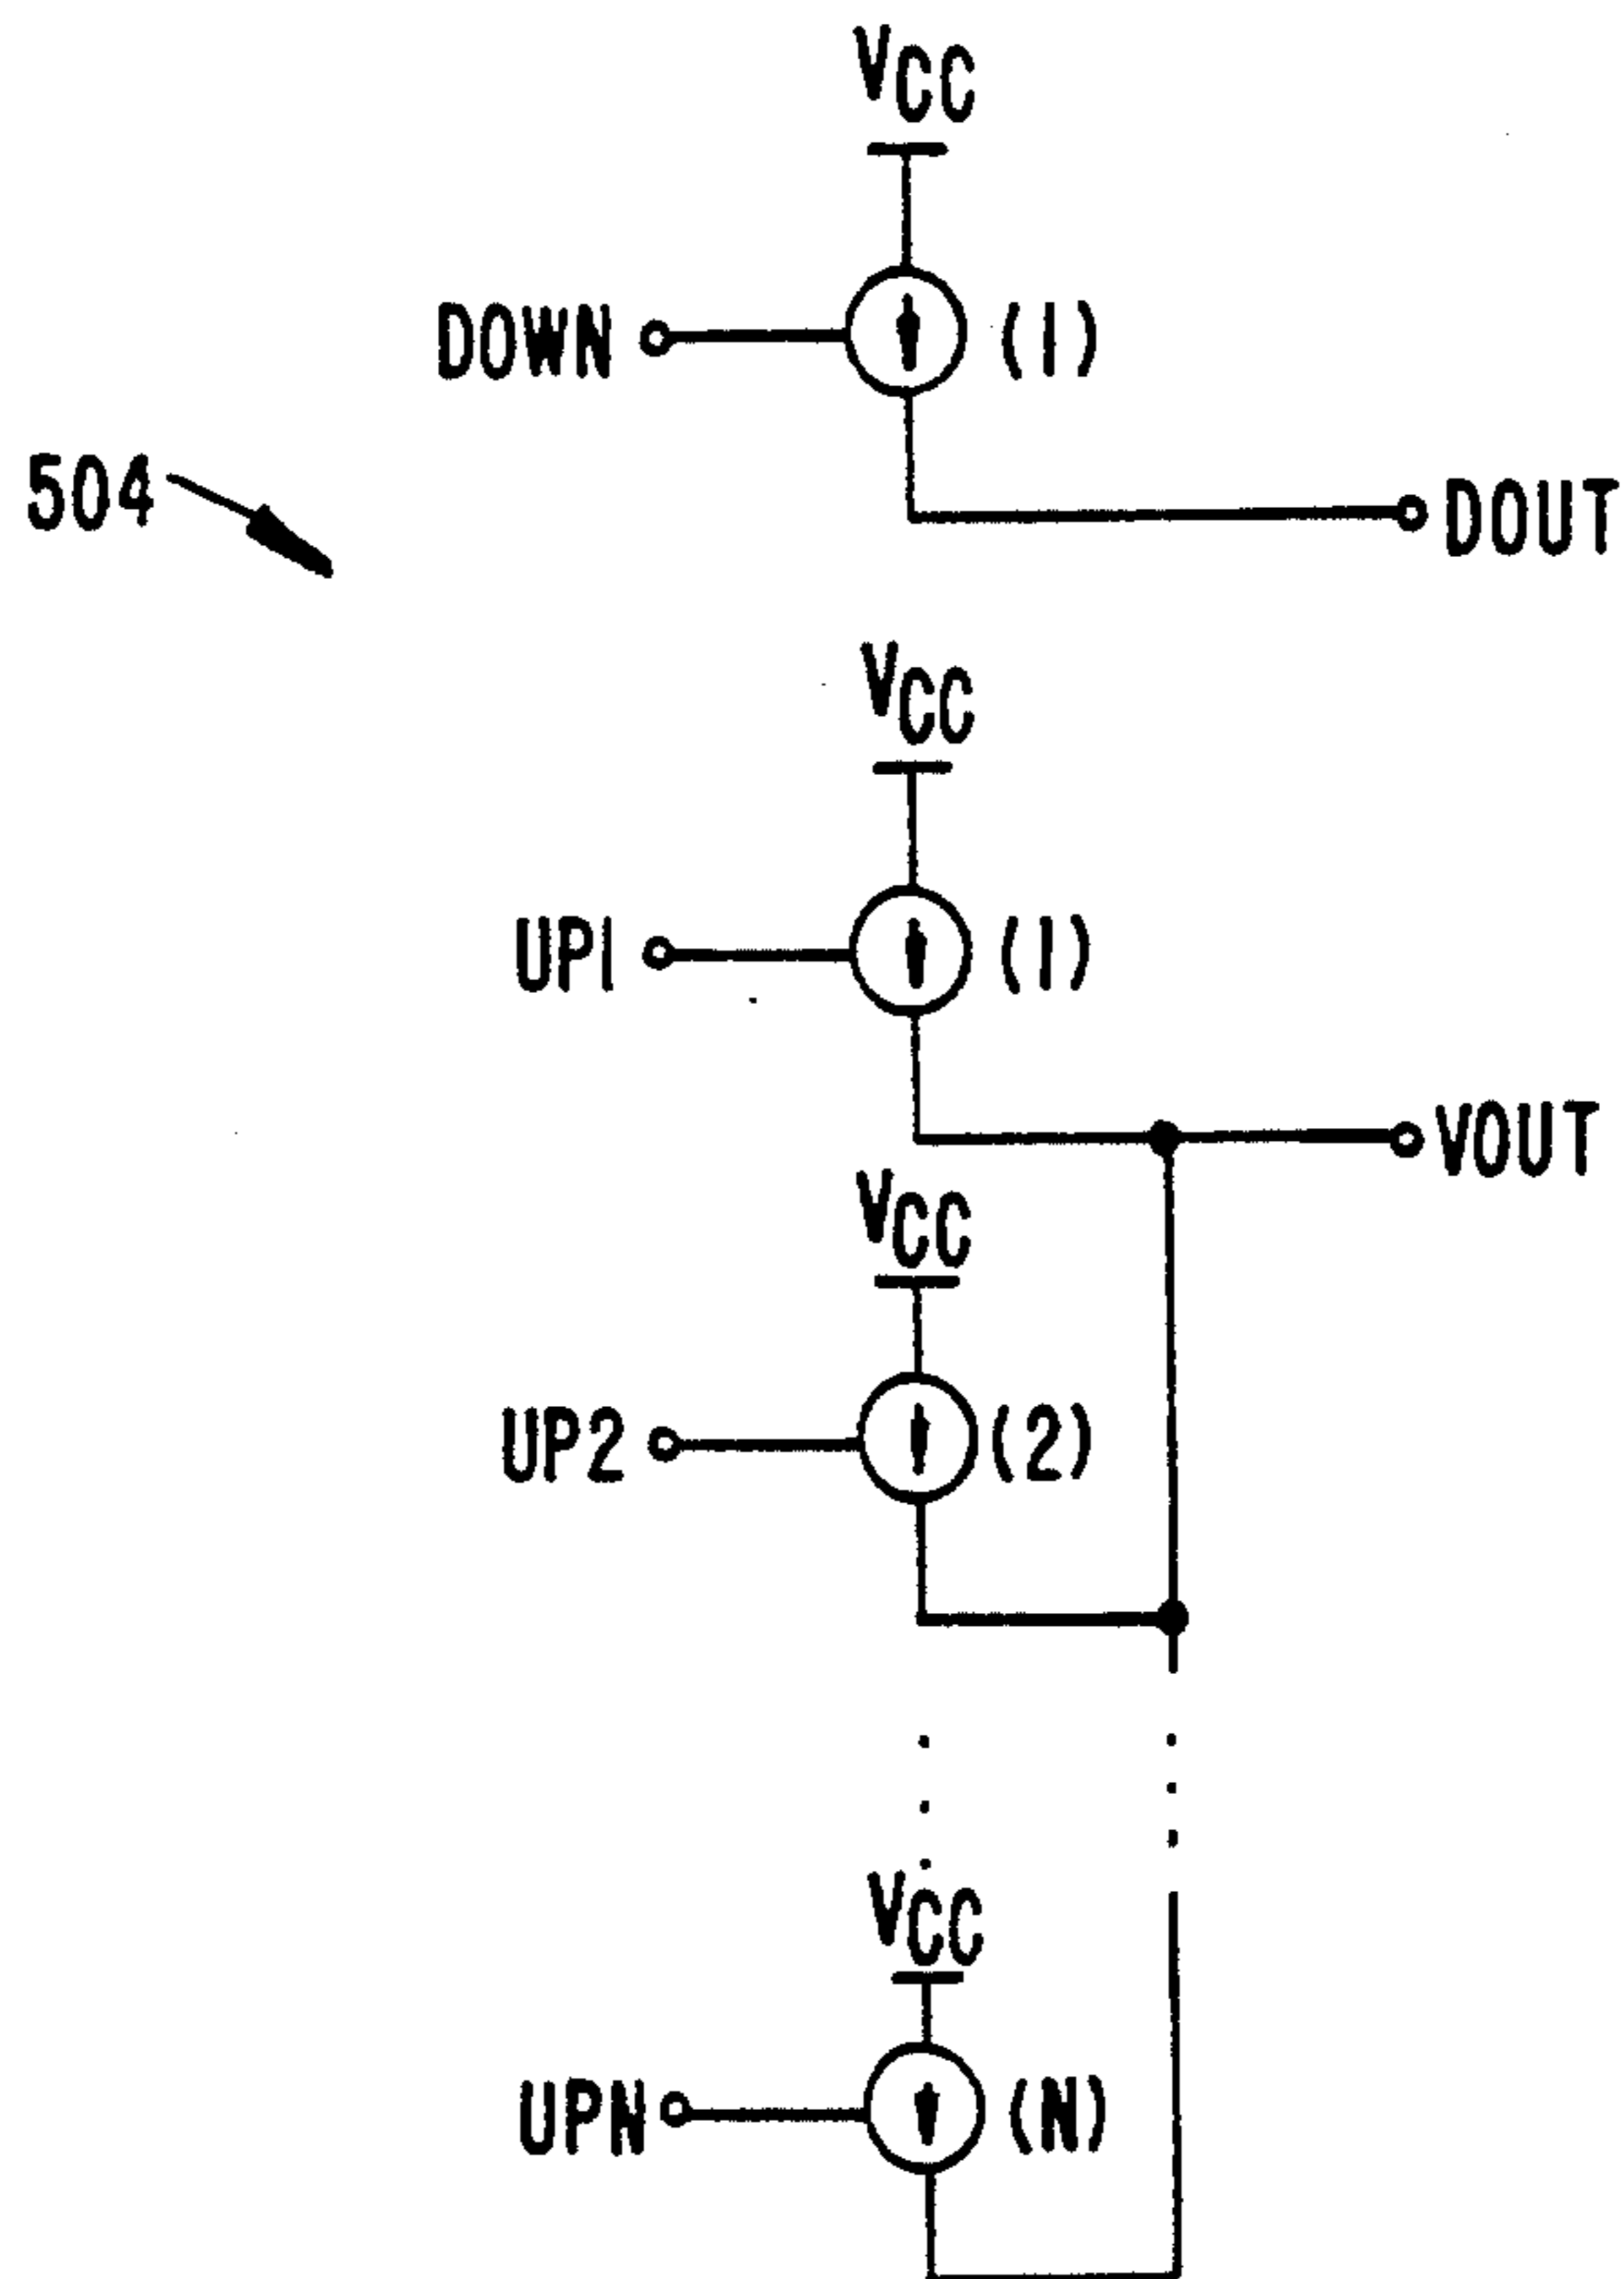 VCC
DOWN
(1)
504
DOUT
VCC
UP1
(1)
VOUT
VCC
UP2
(2)
VCC
UPN
(N)